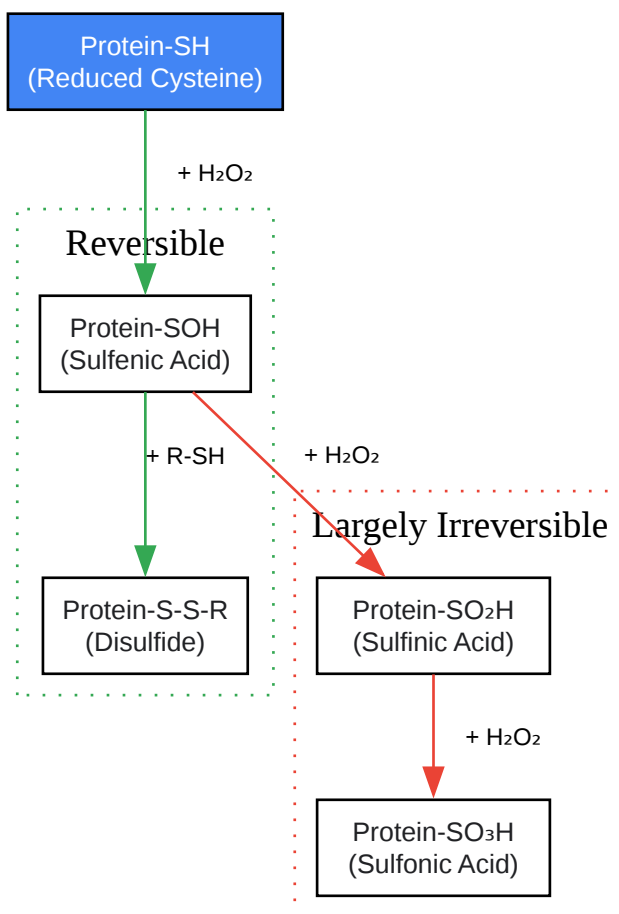 Protein-SH
(Reduced Cysteine)
+ H₂O₂
Reversible
Protein-SOH
(Sulfenic Acid)
+ R-SH
+ H₂O₂
Largely Irreversible
Protein-S-S-R
(Disulfide)
Protein-SO₂H
(Sulfinic Acid)
+ H₂O₂
Protein-SO₃H
(Sulfonic Acid)